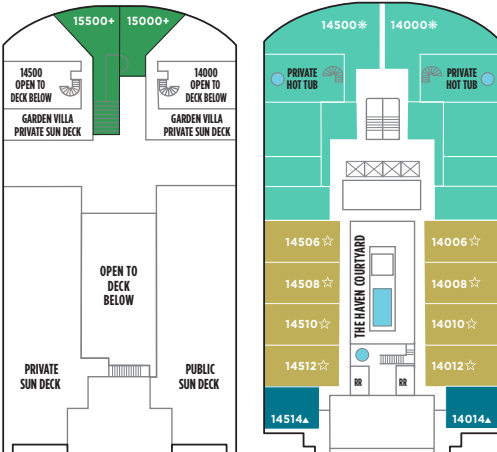 15500+ 15000+
14500
OPEN TO
DECK BELOW
14000
OPEN TO
DECK BELOW
GARDEN VILLA
PRIVATE SUN DECK
GARDEN VILLA
PRIVATE SUN DECK
OPEN TO
DECK
BELOW
PRIVATE
SUN DECK
PUBLIC
SUN DECK
14500❋ 14000❋
PRIVATE
HOT TUB
PRIVATE
HOT TUB
THE HAVEN COURTYARD
14506☆ 14006☆
14508☆ 14008☆
14510☆ 14010☆
14512☆ 14012☆
RR RR
14514▲ 14014▲